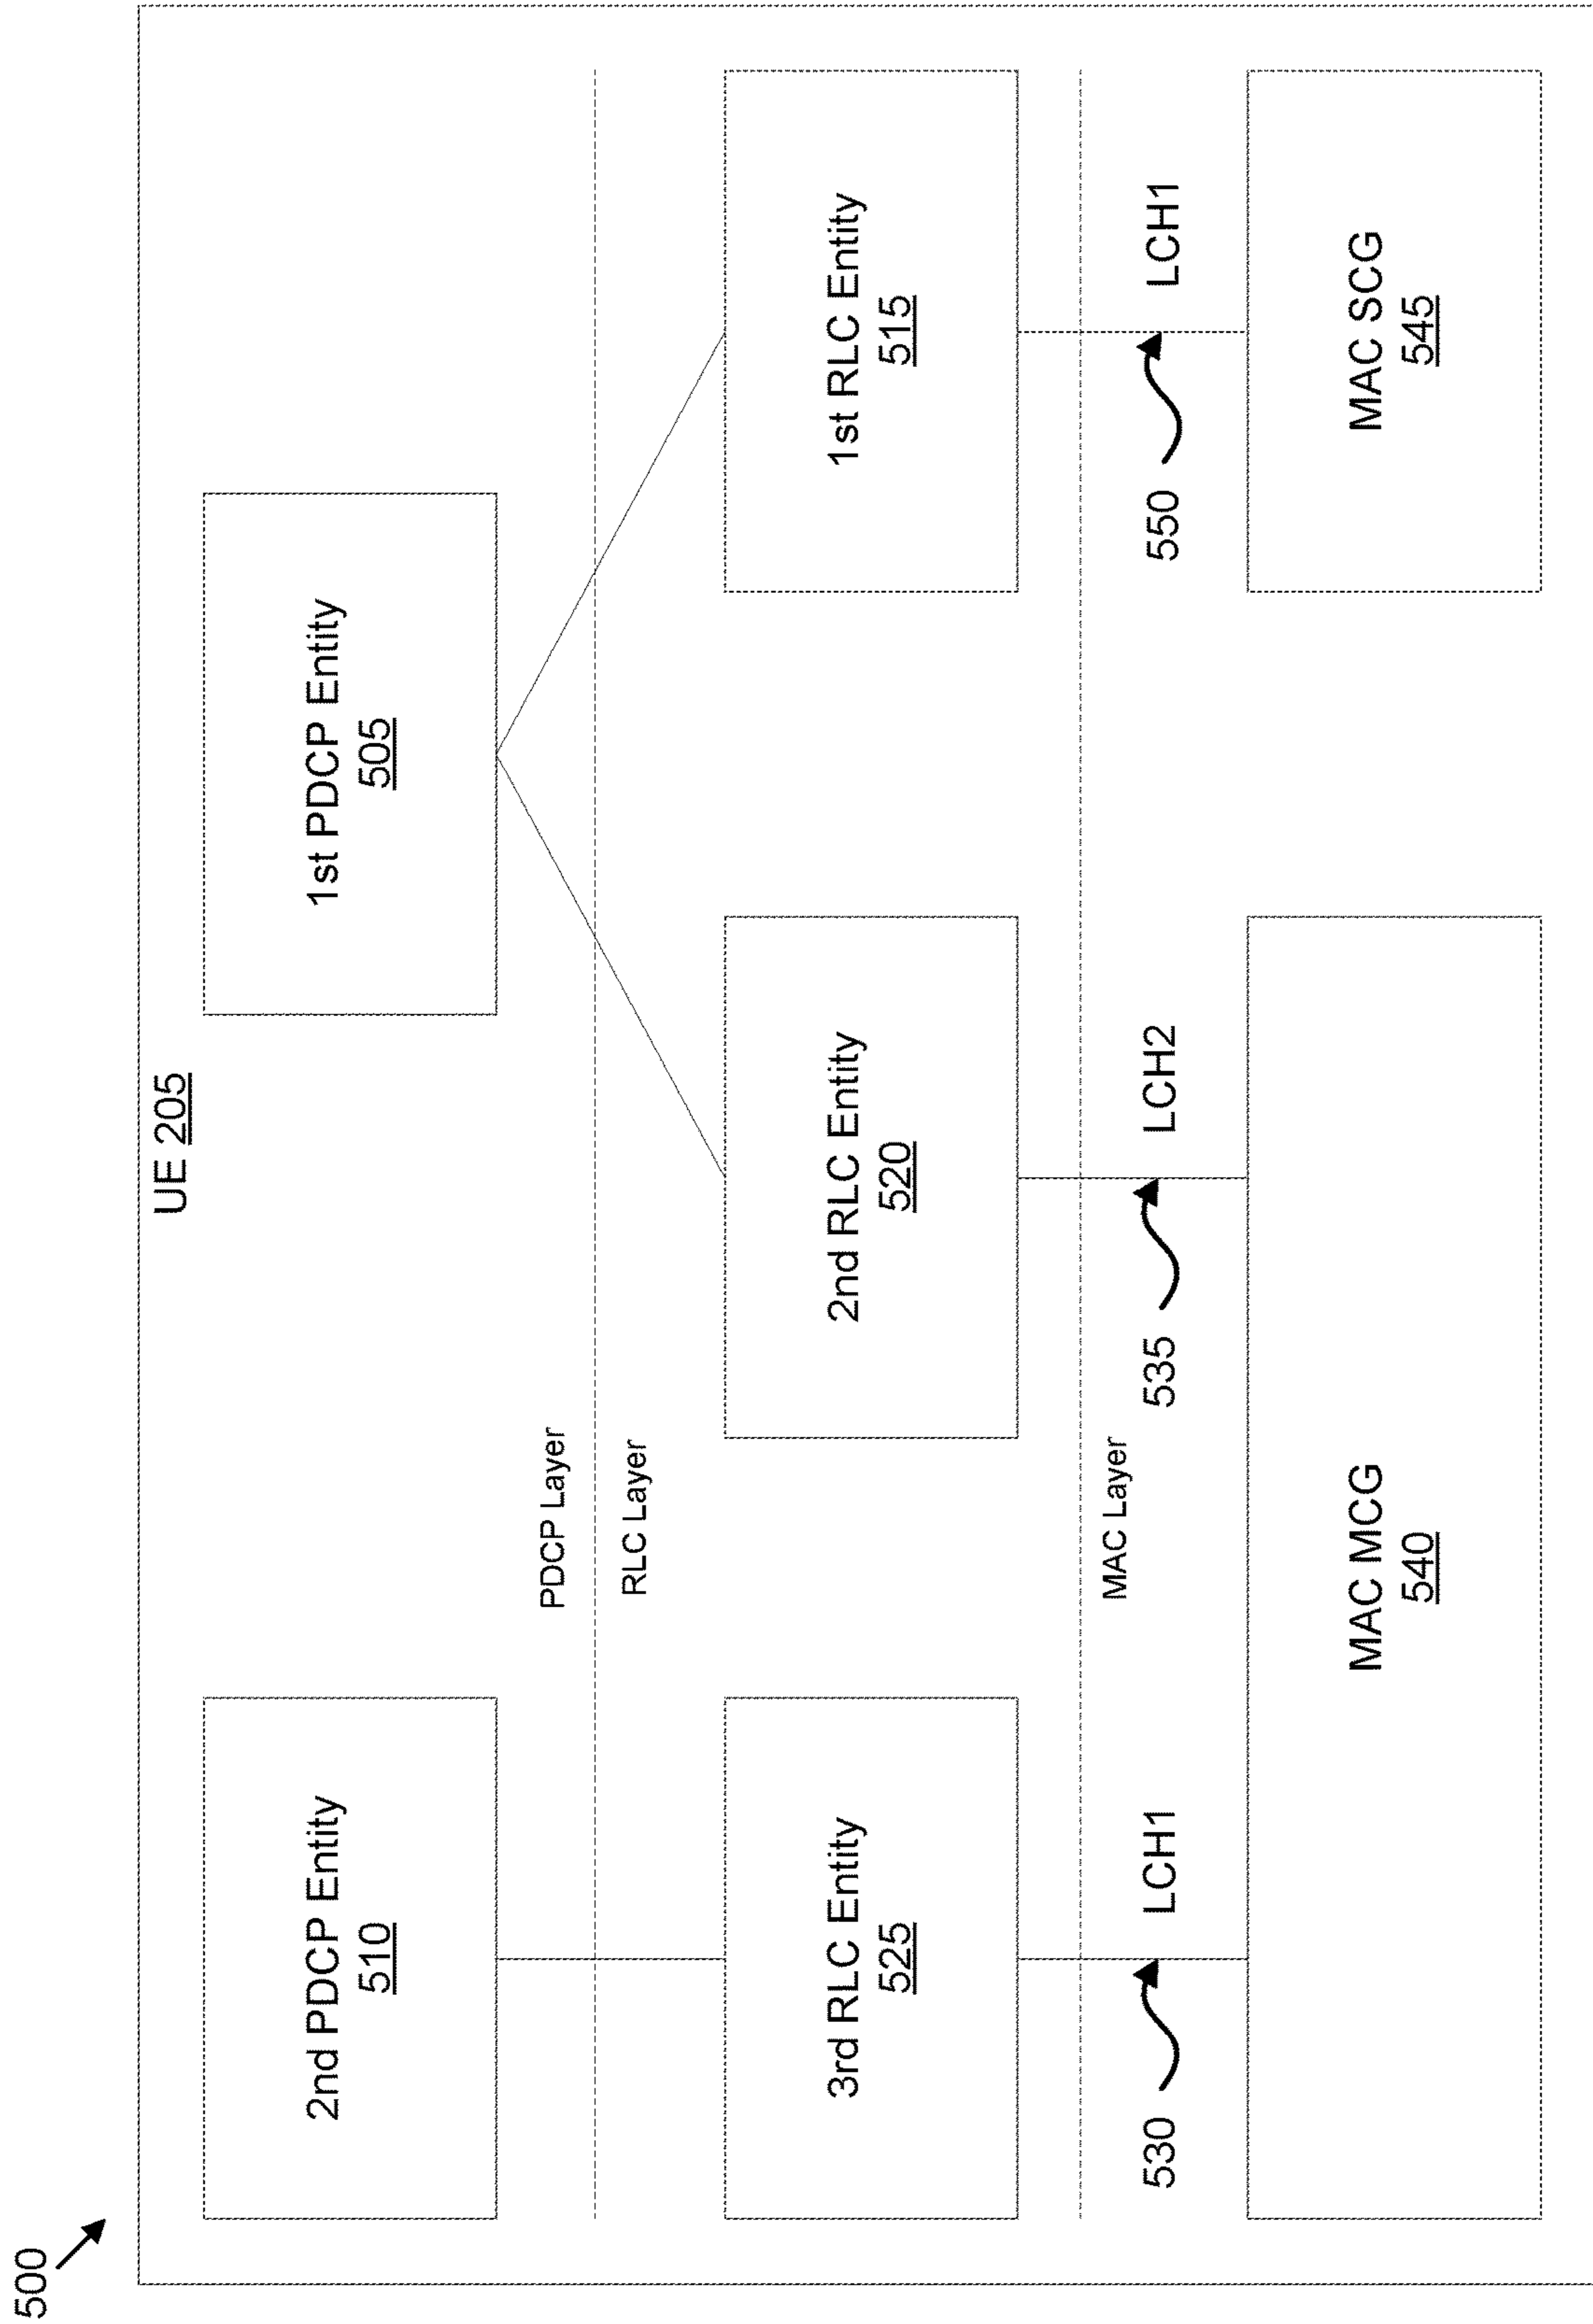 500
UE 205
2nd PDCP Entity
510
1st PDCP Entity
505
PDCP Layer
RLC Layer
3rd RLC Entity
525
2nd RLC Entity
520
1st RLC Entity
515
MAC Layer
530
LCH1
535
LCH2
550
LCH1
MAC MCG
540
MAC SCG
545